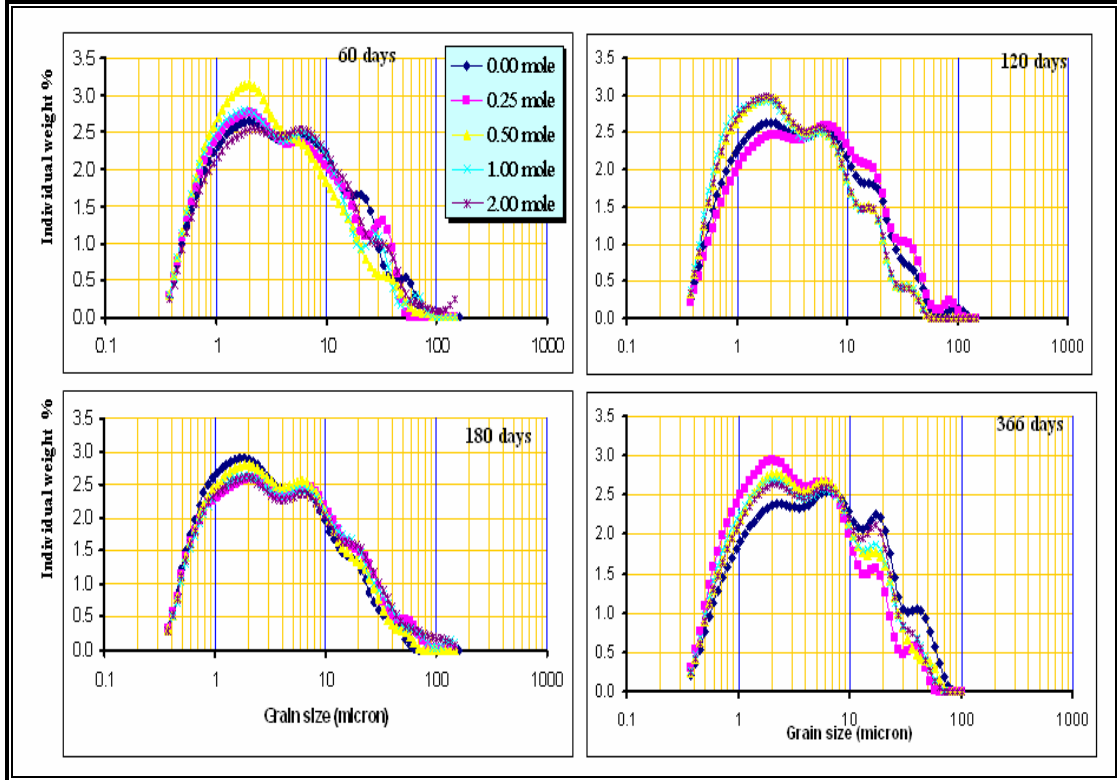 60 days
Individual weight %
3.5
3.0
2.5
2.0
1.5
1.0
0.5
0.0
0.1 1 10 100 1000
0.00 mole
0.25 mole
0.50 mole
1.00 mole
2.00 mole
120 days
3.5
3.0
2.5
2.0
1.5
1.0
0.5
0.0
0.1 1 10 100 1000
180 days
Individual weight %
3.5
3.0
2.5
2.0
1.5
1.0
0.5
0.0
0.1 1 10 100 1000
Grain size (micron)
366 days
3.5
3.0
2.5
2.0
1.5
1.0
0.5
0.0
0.1 1 10 100 1000
Grain size (micron)